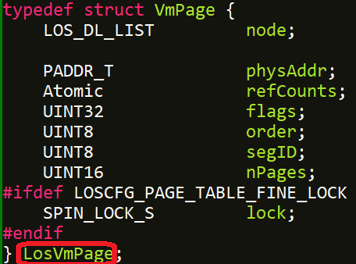 typedef struct VmPage {
    LOS_DL_LIST         node;
    PADDR_T             physAddr;
    Atomic              refCounts;
    UINT32              flags;
    UINT8               order;
    UINT8               segID;
    UINT16              nPages;
#ifdef LOSCFG_PAGE_TABLE_FINE_LOCK
    SPIN_LOCK_S         lock;
#endif
} LosVmPage;